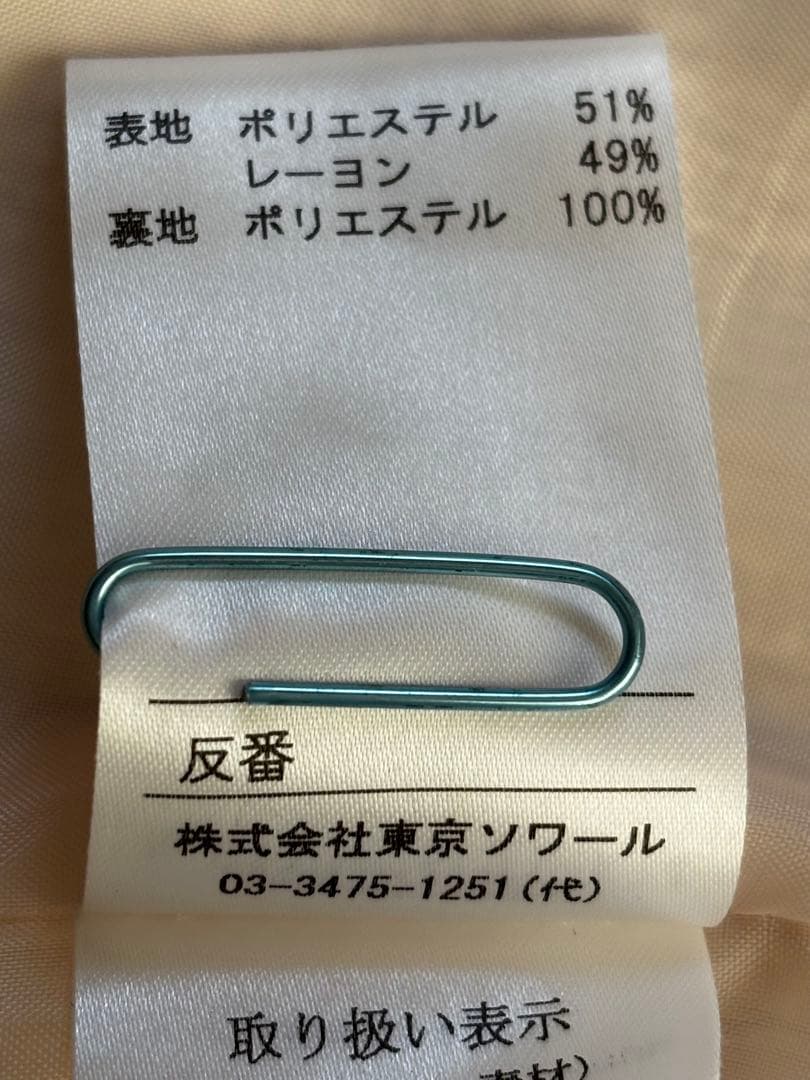 表地 ポリエステル 51%
レーヨン 49%
裏地 ポリエステル 100%
反番
株式会社東京ソワール
03-3475-1251(代)
取り扱い表示
素材)